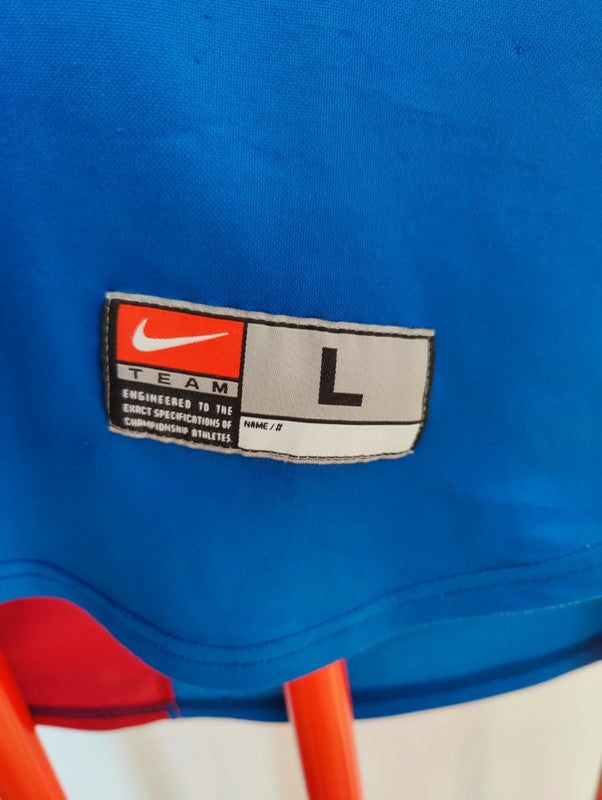 TEAM
ENGINEERED TO THE
EXACT SPECIFICATIONS OF
CHAMPIONSHIP ATHLETES.
L
NAME / #